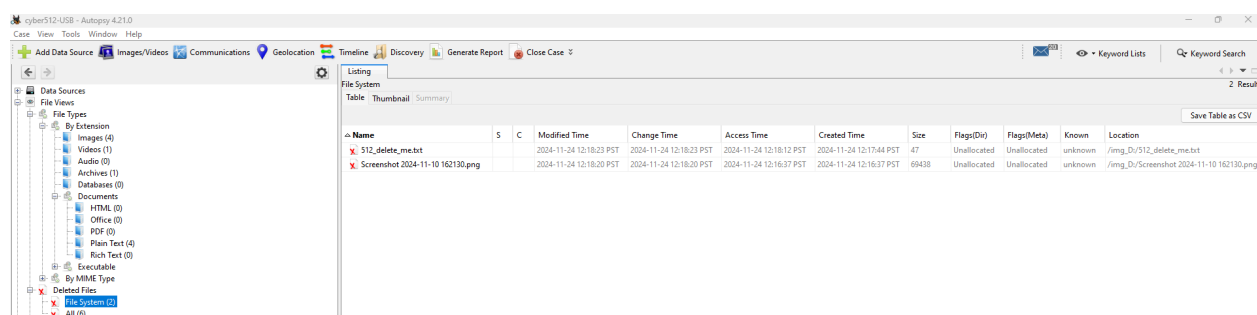 cyber512-USB - Autopsy 4.21.0
Case View Tools Window Help
Add Data Source Images/Videos Communications Geolocation Timeline Discovery Generate Report Close Case Keyword Lists Keyword Search
Listing
File System
2 Result
Table Thumbnail Summary
Save Table as CSV
Name S C Modified Time Change Time Access Time Created Time Size Flags(Dir) Flags(Meta) Known Location
512_delete_me.txt 2024-11-24 12:18:23 PST 2024-11-24 12:18:23 PST 2024-11-24 12:18:12 PST 2024-11-24 12:17:44 PST 47 Unallocated Unallocated unknown /img_D:/512_delete_me.txt
Screenshot 2024-11-10 162130.png 2024-11-24 12:18:20 PST 2024-11-24 12:18:20 PST 2024-11-24 12:16:37 PST 2024-11-24 12:16:37 PST 69438 Unallocated Unallocated unknown /img_D:/Screenshot 2024-11-10 162130.png
Data Sources
File Views
File Types
By Extension
Images (4)
Videos (1)
Audio (0)
Archives (1)
Databases (0)
Documents
HTML (0)
Office (0)
PDF (0)
Plain Text (4)
Rich Text (0)
Executable
By MIME Type
Deleted Files
File System (2)
All (6)